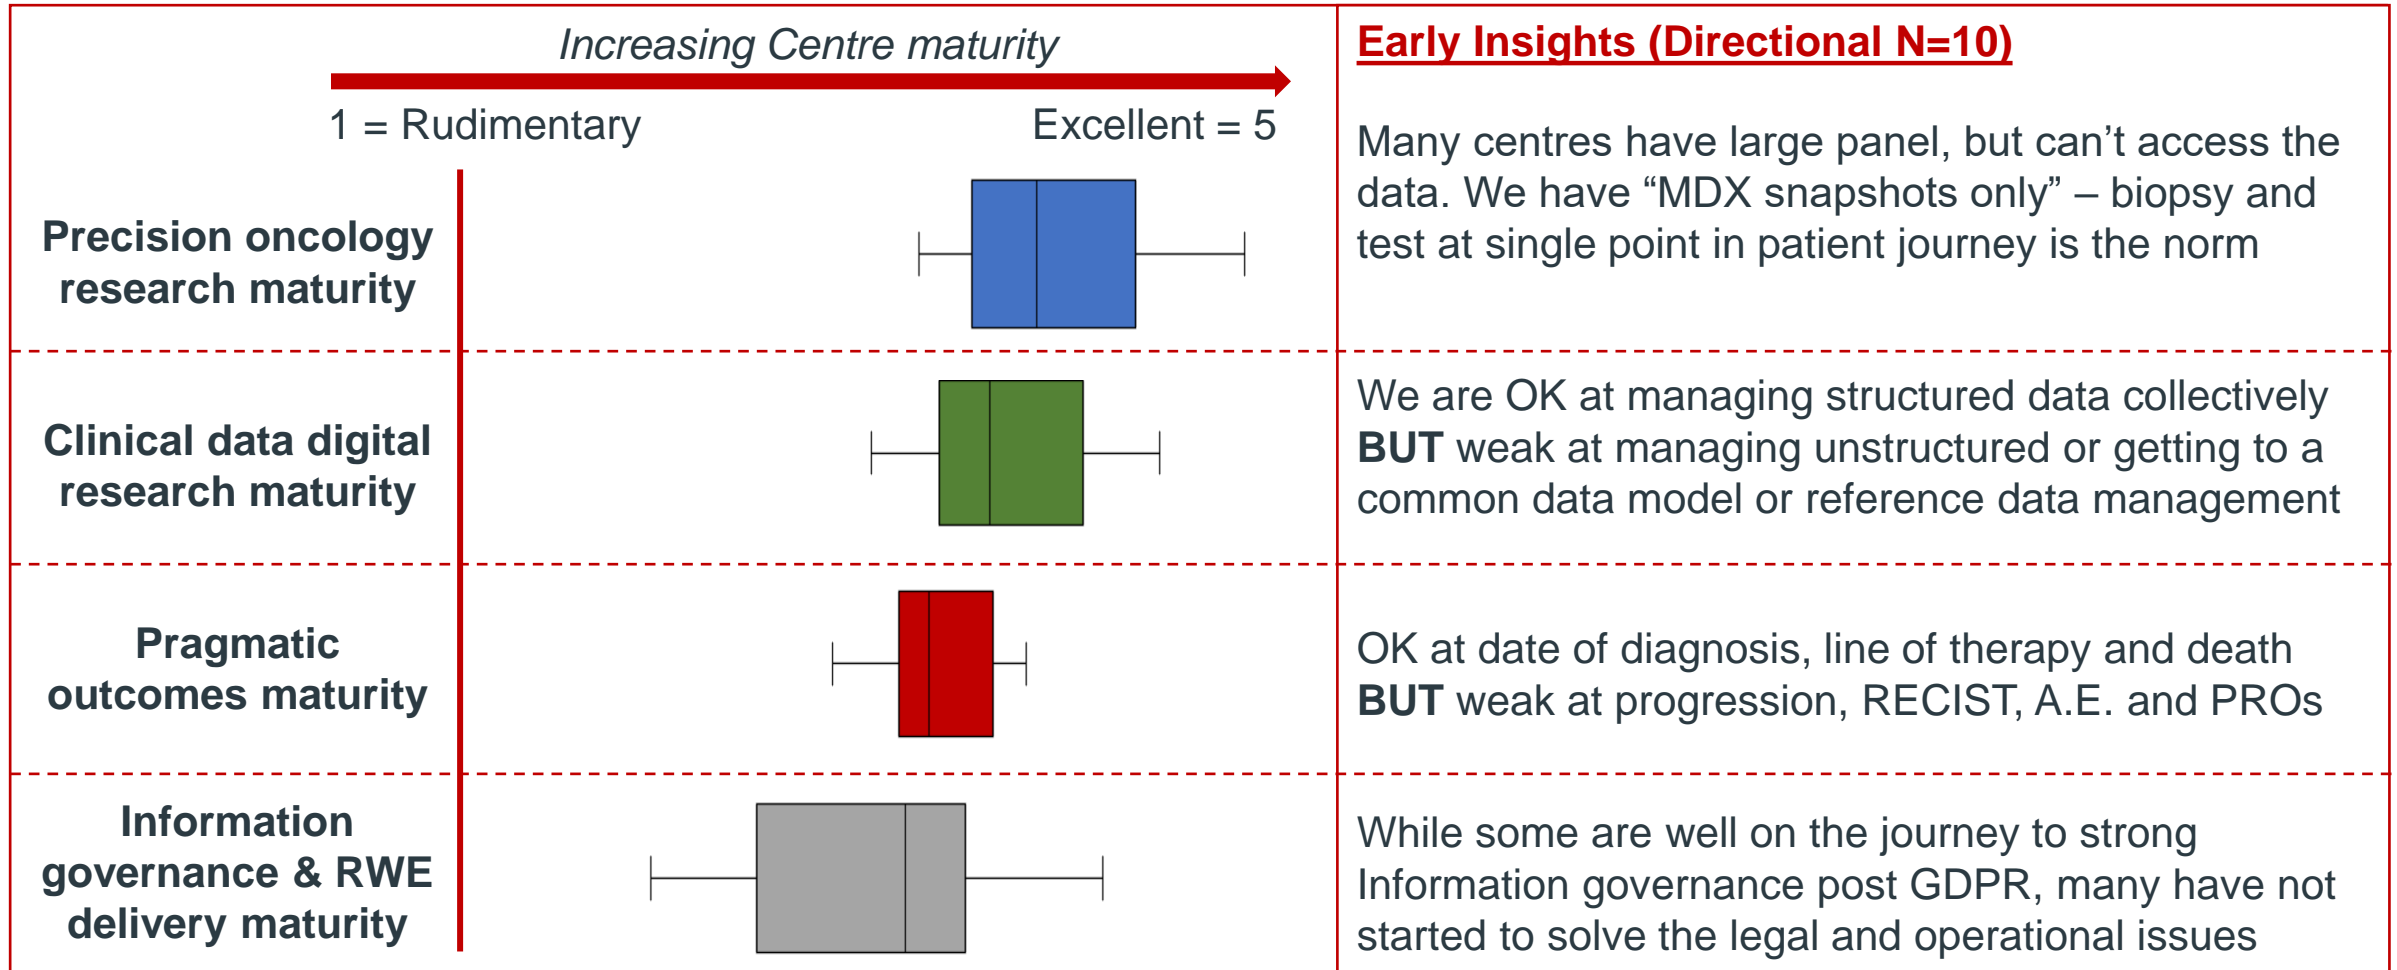 Increasing Centre maturity
1 = Rudimentary
Excellent = 5
Early Insights (Directional N=10)
Precision oncology
research maturity
Many centres have large panel, but can’t access the
data. We have “MDX snapshots only” – biopsy and
test at single point in patient journey is the norm
Clinical data digital
research maturity
We are OK at managing structured data collectively
BUT weak at managing unstructured or getting to a
common data model or reference data management
Pragmatic
outcomes maturity
OK at date of diagnosis, line of therapy and death
BUT weak at progression, RECIST, A.E. and PROs
Information
governance & RWE
delivery maturity
While some are well on the journey to strong
Information governance post GDPR, many have not
started to solve the legal and operational issues